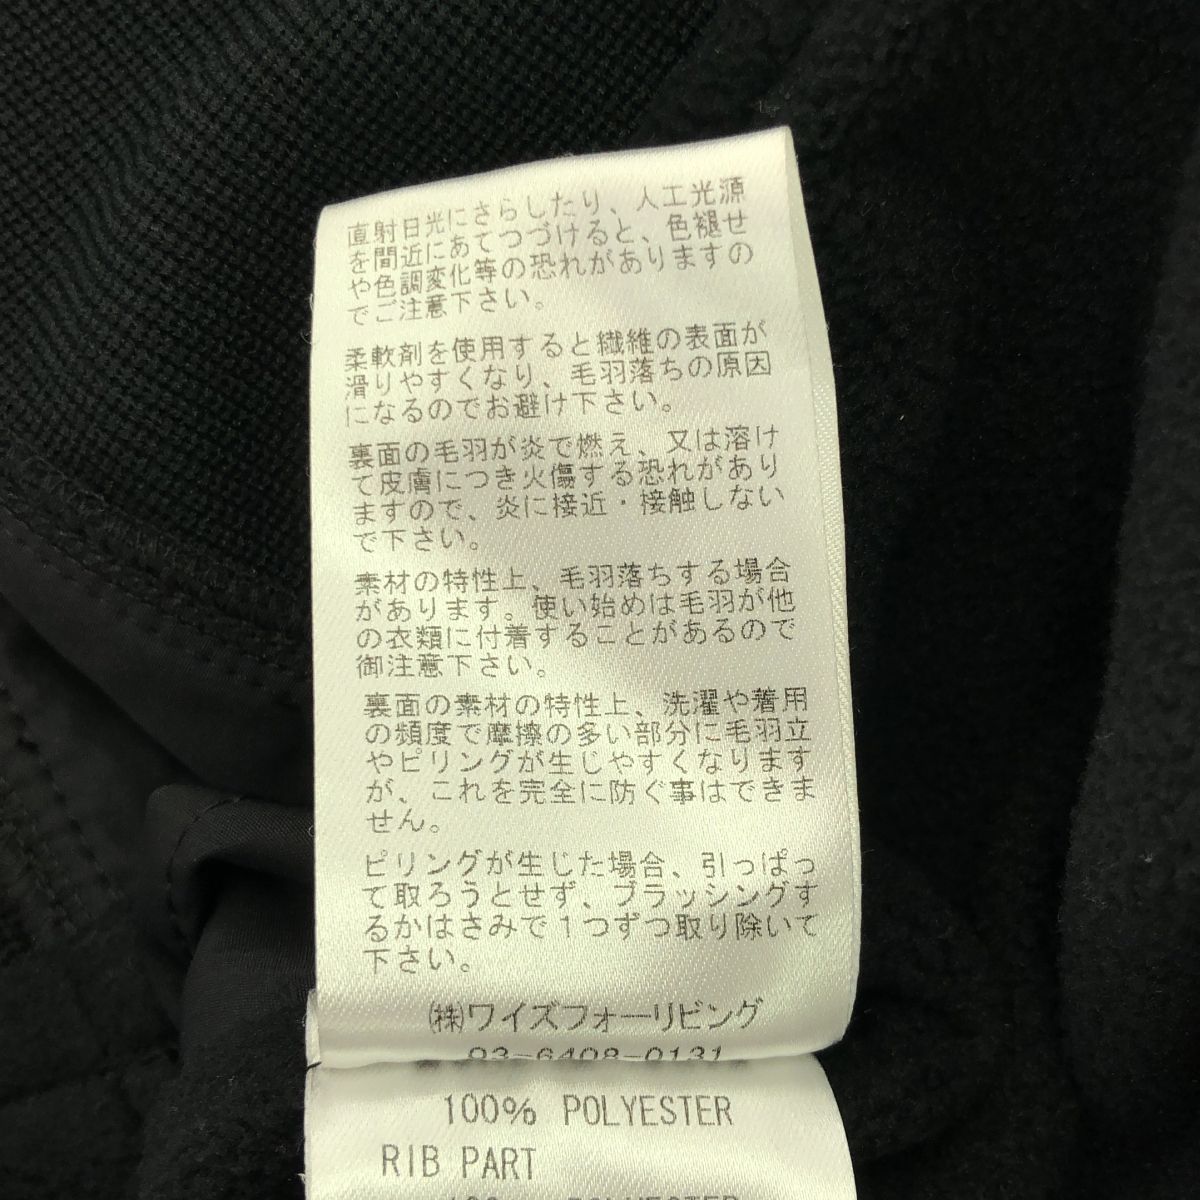 直射日光にさらしたり、人工光源
を間近にあてつづけると、色褪せ
や色調変化等の恐れがありますの
でご注意下さい。
柔軟剤を使用すると繊維の表面が
滑りやすくなり、毛羽落ちの原因
になるのでお避け下さい。
裏面の毛羽が炎で燃え、又は溶け
て皮膚につき火傷する恐れがあり
ますので、炎に接近・接触しない
で下さい。
素材の特性上、毛羽落ちする場合
があります。使い始めは毛羽が他
の衣類に付着することがあるので
御注意下さい。
裏面の素材の特性上、洗濯や着用
の頻度で摩擦の多い部分に毛羽立
やピリングが生じやすくなります
が、これを完全に防ぐ事はできま
せん。
ピリングが生じた場合、引っぱっ
て取ろうとせず、ブラッシングす
るかはさみで1つずつ取り除いて
下さい。
㈱ワイズフォーリビング
03-6408-0131
100% POLYESTER
RIB PART
100% POLYESTER